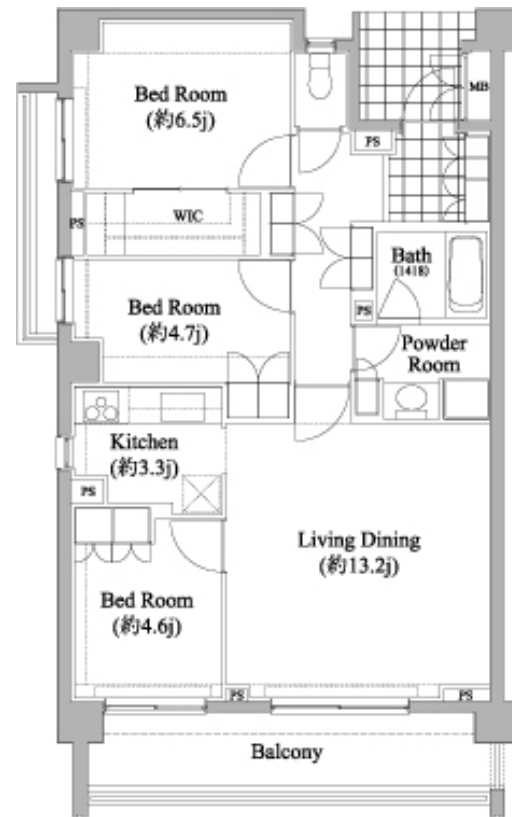 Bed Room
(約6.5j)
MB
PS
WIC
PS
Bath
(1418)
Bed Room
(約4.7j)
PS
Powder
Room
Kitchen
(約3.3j)
PS
Living Dining
(約13.2j)
Bed Room
(約4.6j)
PS
PS
Balcony